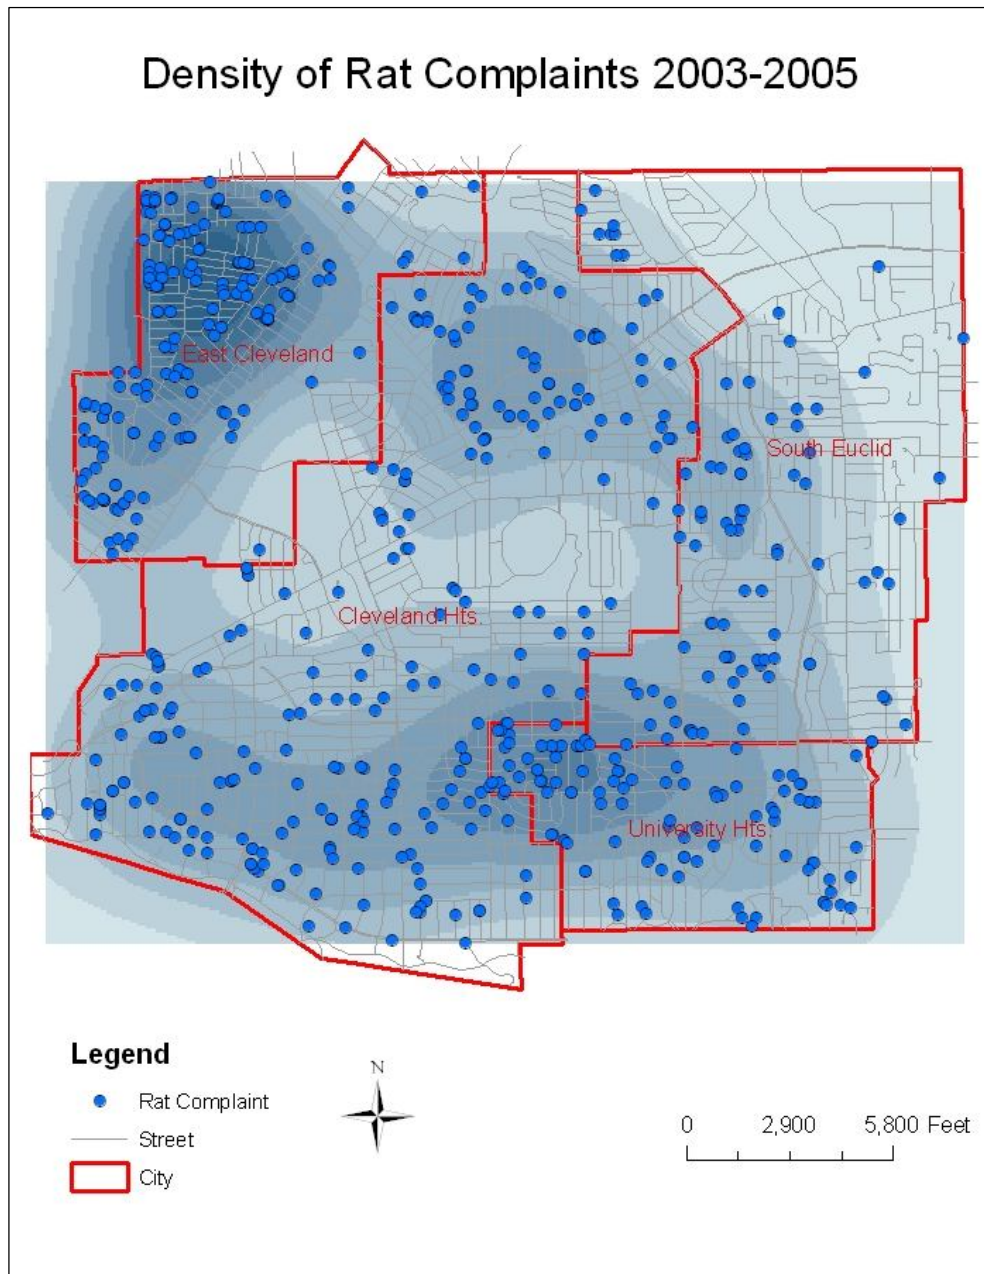 Density of Rat Complaints 2003-2005
East Cleveland
South Euclid
Cleveland Hts.
University Hts.
Legend
Rat Complaint
Street
City
N
0 2,900 5,800 Feet